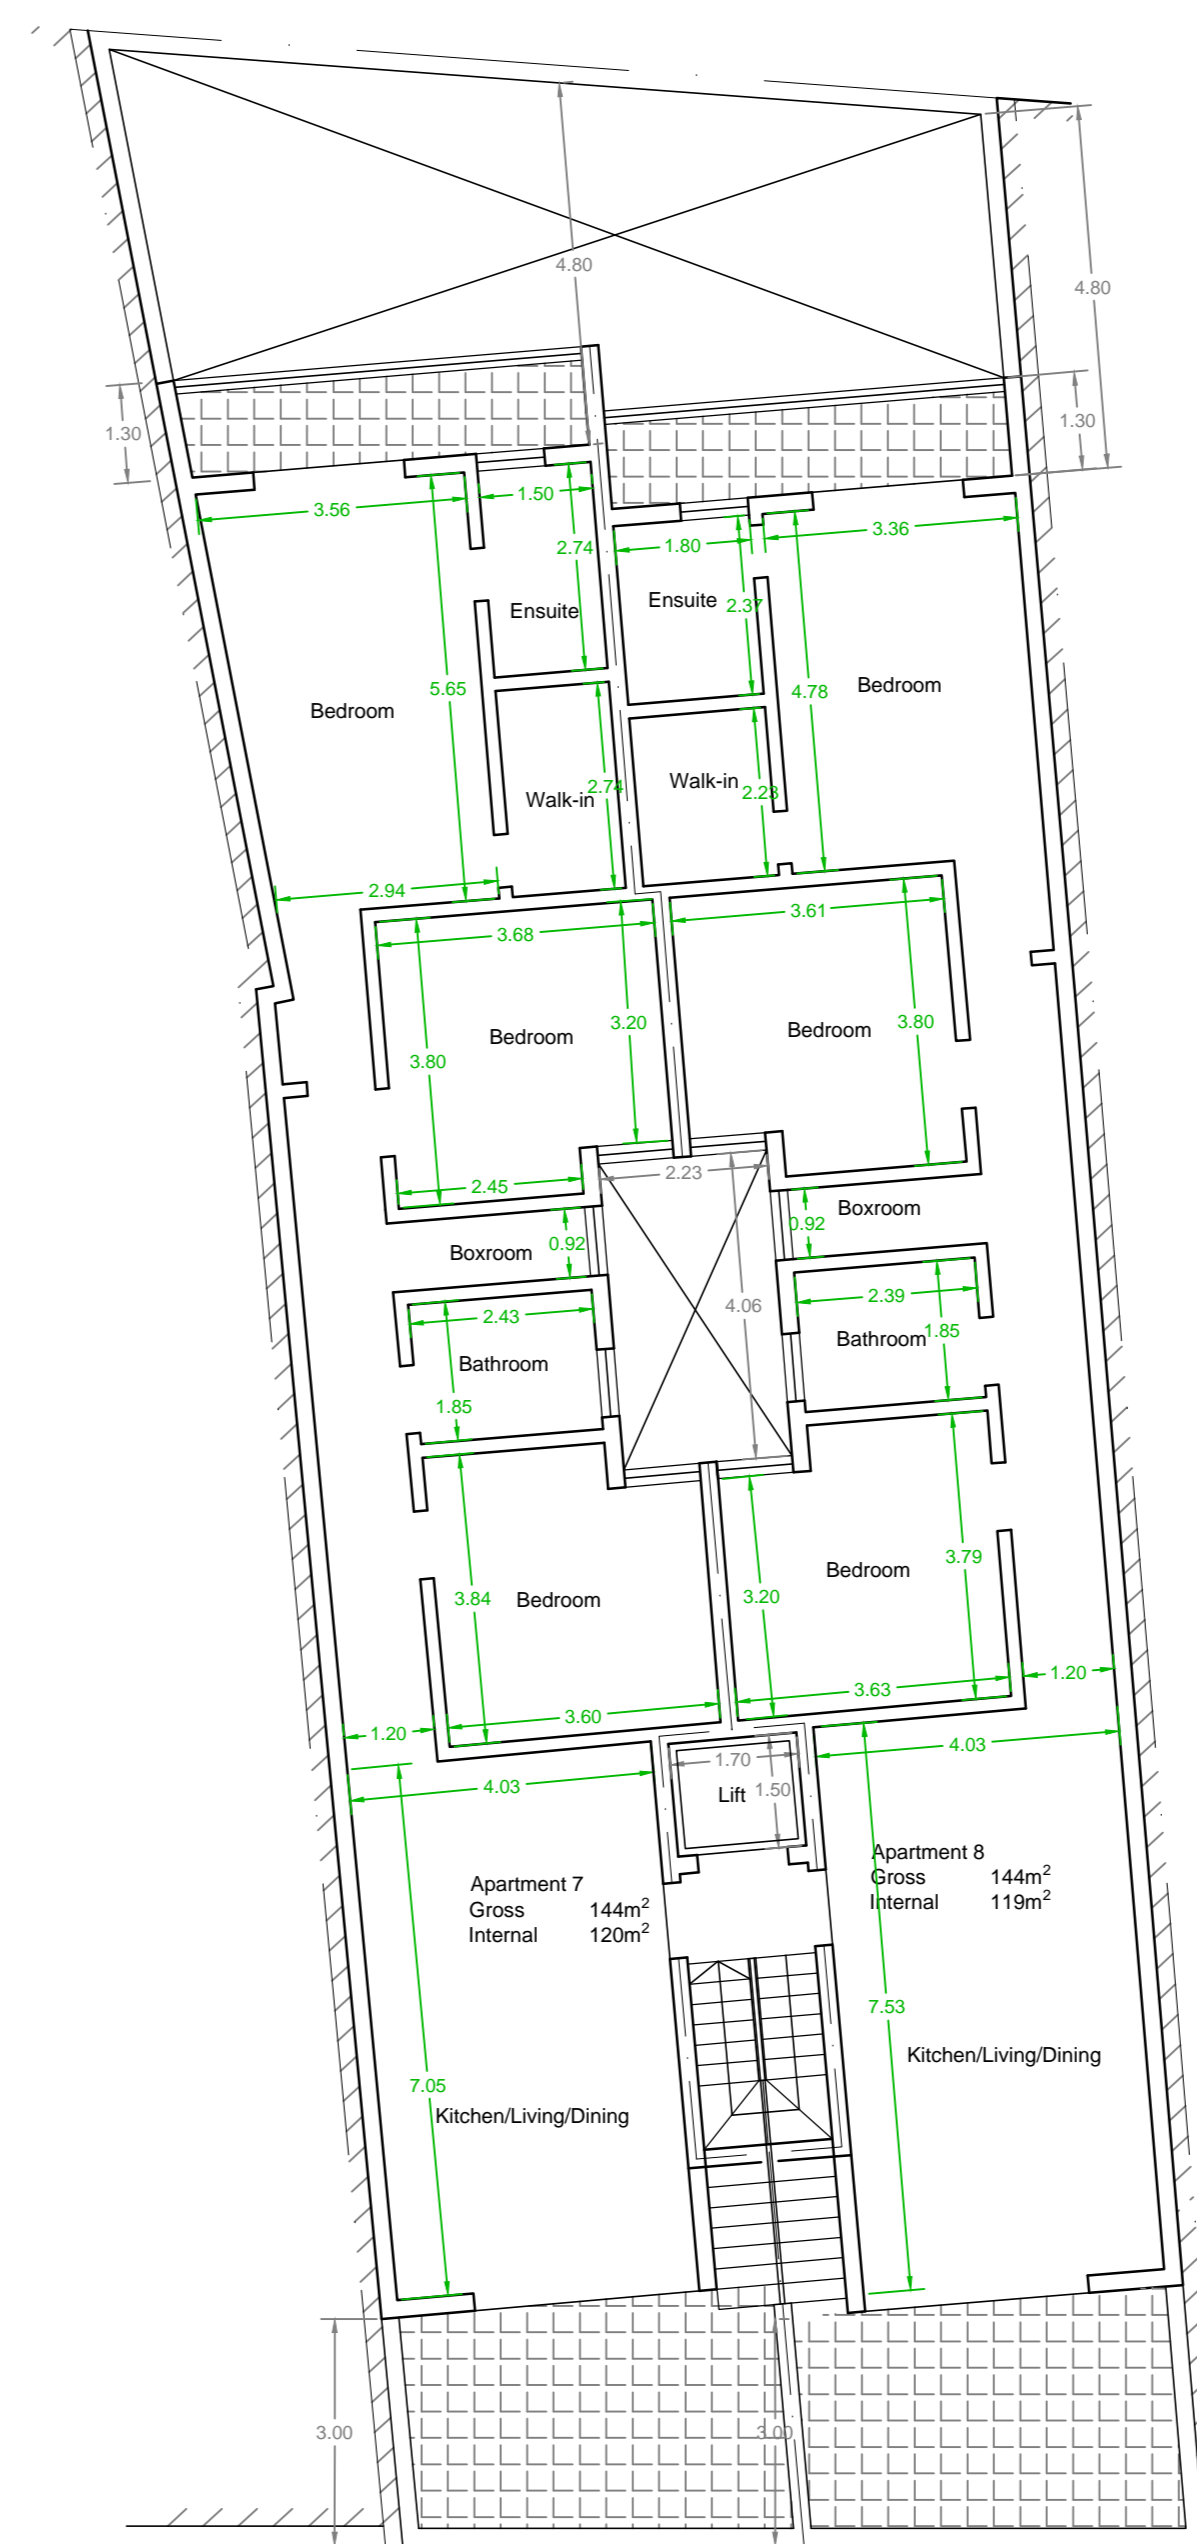 4.80
4.80
1.30
1.30
3.56
1.50
2.74
1.80
3.36
2.37
Ensuite
Ensuite
5.65
4.78
Bedroom
Bedroom
Walk-in
2.74
Walk-in
2.23
2.94
3.68
3.61
3.20
3.80
3.80
Bedroom
Bedroom
2.45
2.23
Boxroom
0.92
Boxroom
0.92
4.06
2.43
2.39
Bathroom
1.85
Bathroom
1.85
3.84
Bedroom
3.20
Bedroom
3.79
3.60
3.63
1.20
1.20
4.03
4.03
1.70
Lift
1.50
Apartment 7
Gross 144m²
Internal 120m²
Apartment 8
Gross 144m²
Internal 119m²
7.05
7.53
Kitchen/Living/Dining
Kitchen/Living/Dining
3.00
3.00